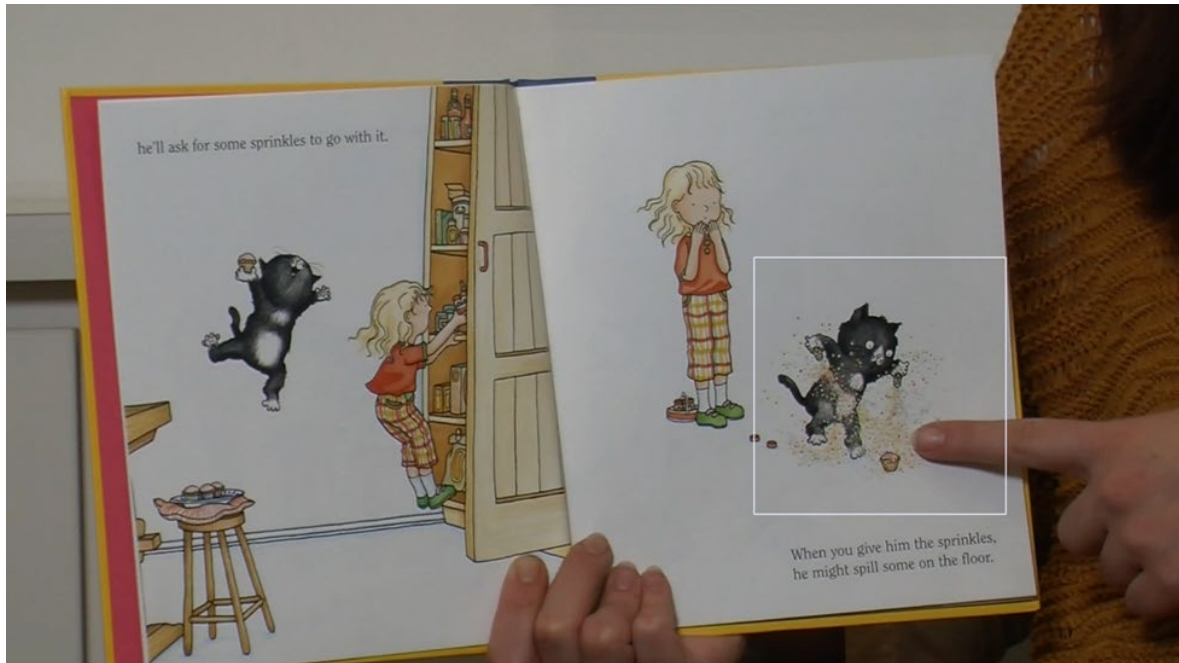 he'll ask for some sprinkles to go with it.
When you give him the sprinkles,
he might spill some on the floor.